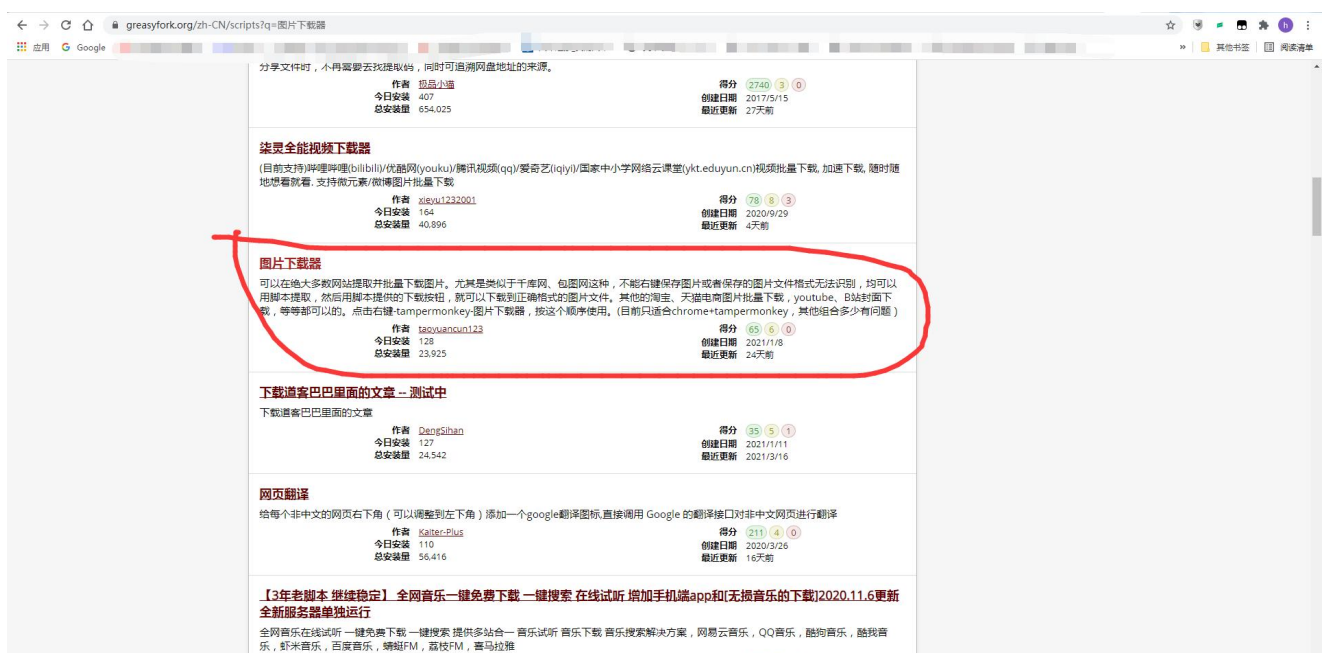 greasyfork.org/zh-CN/scripts?q=图片下载器
h
应用 Google
» 其他书签 阅读清单
分享文件时，不再需要去找提取码，同时可追溯网盘地址的来源。
作者 极品小猫 得分 2740 3 0
今日安装 407 创建日期 2017/5/15
总安装量 654,025 最近更新 27天前
柒灵全能视频下载器
(目前支持)哔哩哔哩(bilibili)/优酷网(youku)/腾讯视频(qq)/爱奇艺(iqiyi)/国家中小学网络云课堂(ykt.eduyun.cn)视频批量下载, 加速下载, 随时随
地想看就看. 支持微元素/微博图片批量下载
作者 xieyu1232001 得分 78 8 3
今日安装 164 创建日期 2020/9/29
总安装量 40,896 最近更新 4天前
图片下载器
可以在绝大多数网站提取并批量下载图片。尤其是类似于千库网、包图网这种，不能右键保存图片或者保存的图片文件格式无法识别，均可以
用脚本提取，然后用脚本提供的下载按钮，就可以下载到正确格式的图片文件。其他的淘宝、天猫电商图片批量下载，youtube、B站封面下
载，等等都可以的。点击右键-tampermonkey-图片下载器，按这个顺序使用。(目前只适合chrome+tampermonkey，其他组合多少有问题 )
作者 taoyuancun123 得分 65 6 0
今日安装 128 创建日期 2021/1/8
总安装量 23,925 最近更新 24天前
下载道客巴巴里面的文章 -- 测试中
下载道客巴巴里面的文章
作者 DengSihan 得分 35 5 1
今日安装 127 创建日期 2021/1/11
总安装量 24,542 最近更新 2021/3/16
网页翻译
给每个非中文的网页右下角（可以调整到左下角）添加一个google翻译图标,直接调用 Google 的翻译接口对非中文网页进行翻译
作者 Kaiter-Plus 得分 211 4 0
今日安装 110 创建日期 2020/3/26
总安装量 56,416 最近更新 16天前
【3年老脚本 继续稳定】 全网音乐一键免费下载 一键搜索 在线试听 增加手机端app和[无损音乐的下载]2020.11.6更新
全新服务器单独运行
全网音乐在线试听 一键免费下载 一键搜索 提供多站合一 音乐试听 音乐下载 音乐搜索解决方案，网易云音乐，QQ音乐，酷狗音乐，酷我音
乐，虾米音乐，百度音乐，蜻蜓FM，荔枝FM，喜马拉雅